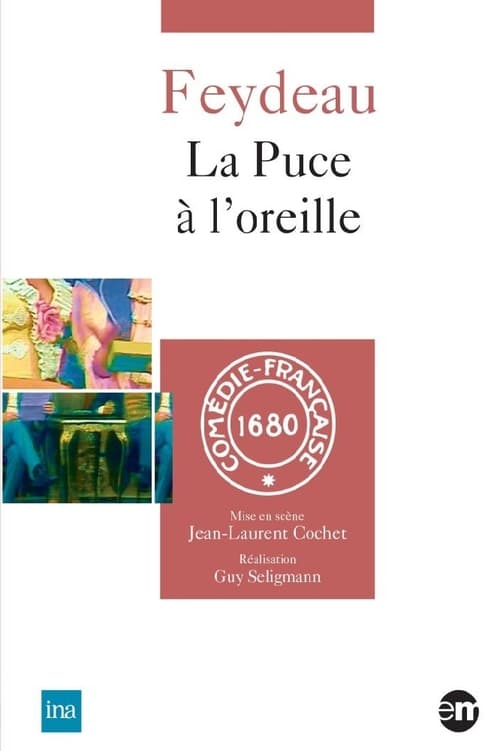 Feydeau
La Puce
à l'oreille
COMÉDIE-FRANÇAISE
1680
Mise en scène
Jean-Laurent Cochet
Réalisation
Guy Seligmann
ina
em